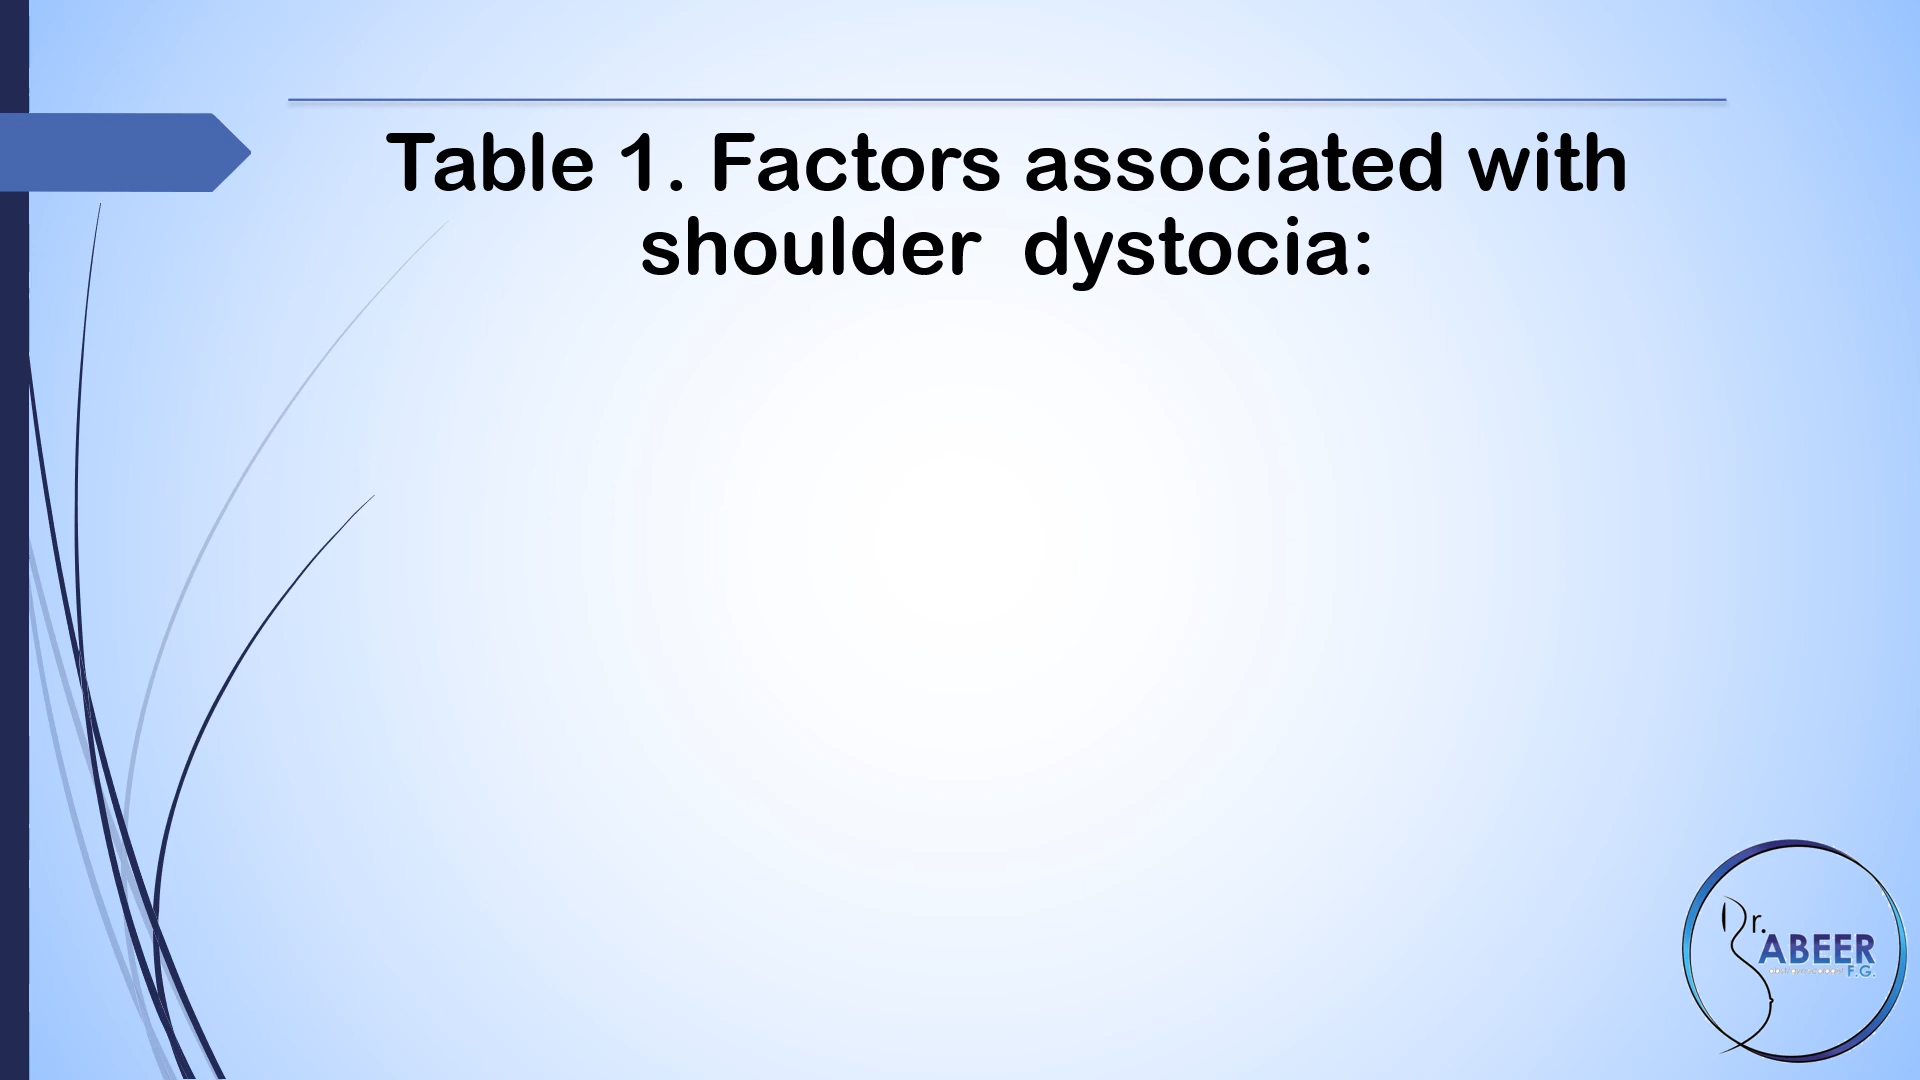 Table 1. Factors associated with
shoulder  dystocia:
Dr.
ABEER
F.G.